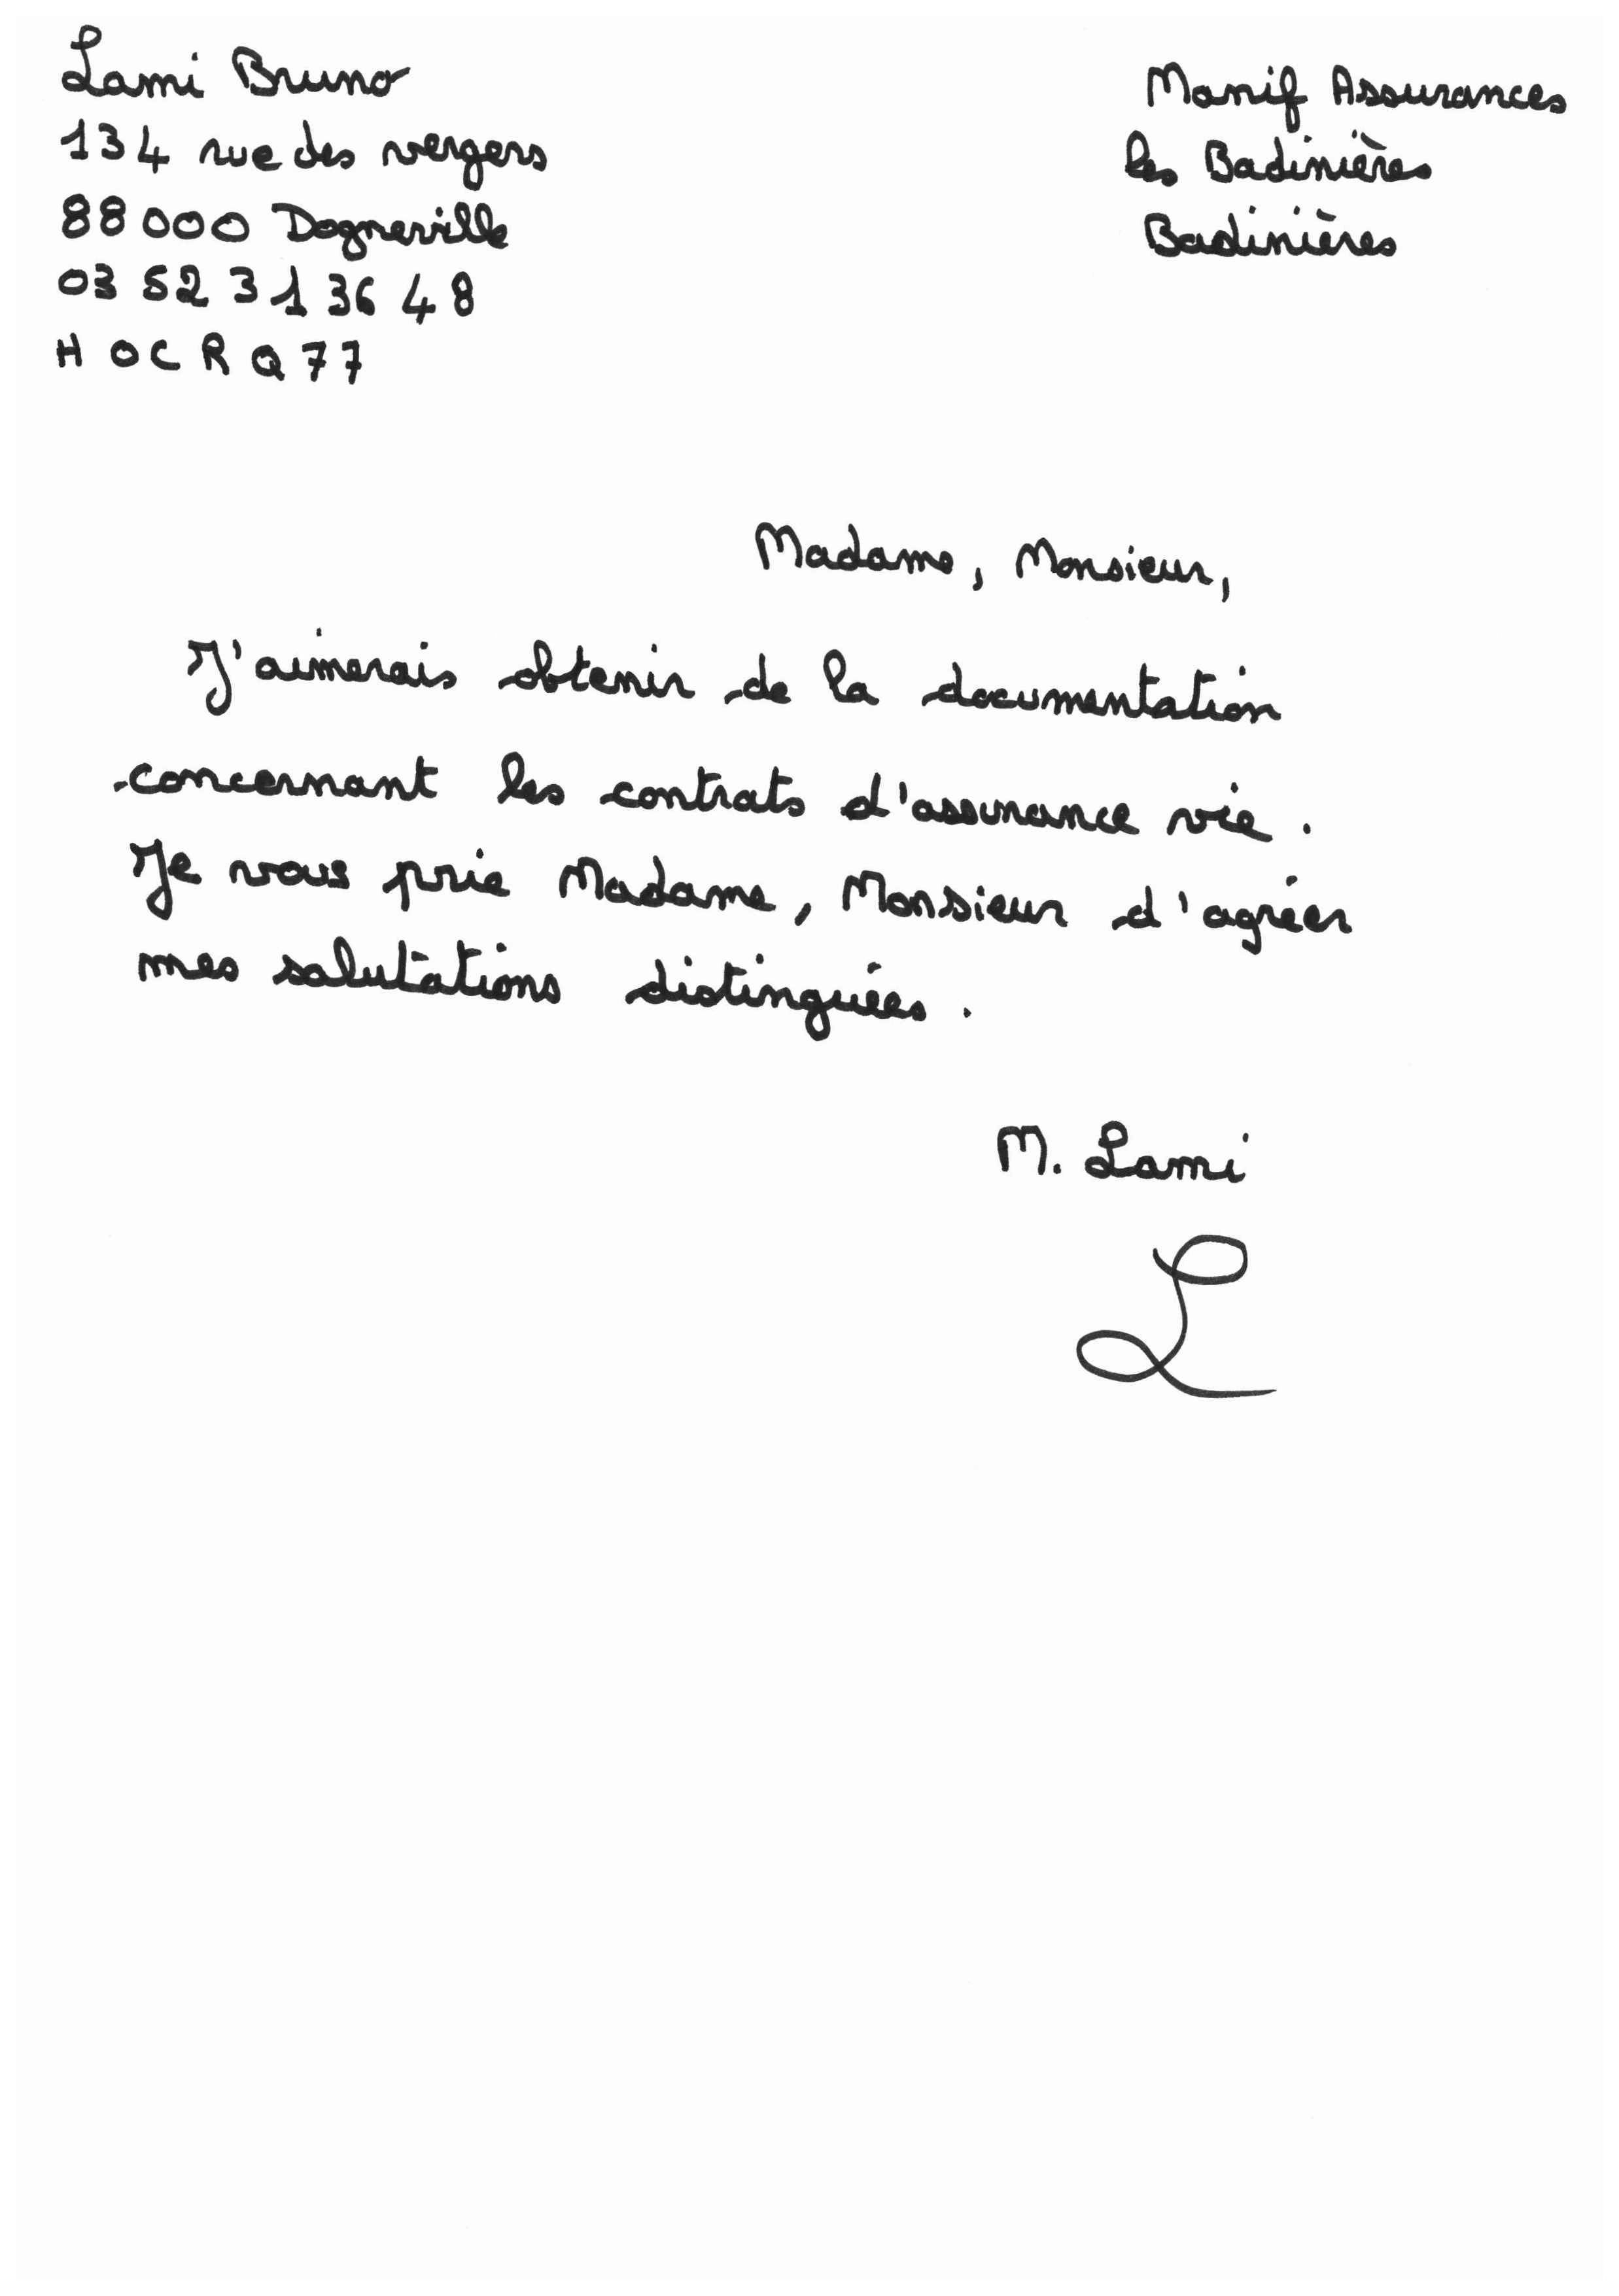 Lami Bruno
134 rue des vergers
88000 Dogneville
03 52 31 36 48
HOCRQ77
Manif Assurances
les Badinières
Badinières
Madame, Monsieur,
J'aimerais obtenir de la documentation
concernant les contrats d'assurance vie.
Je vous prie Madame, Monsieur d'agréer
mes salutations distinguées.
M. Lami
L